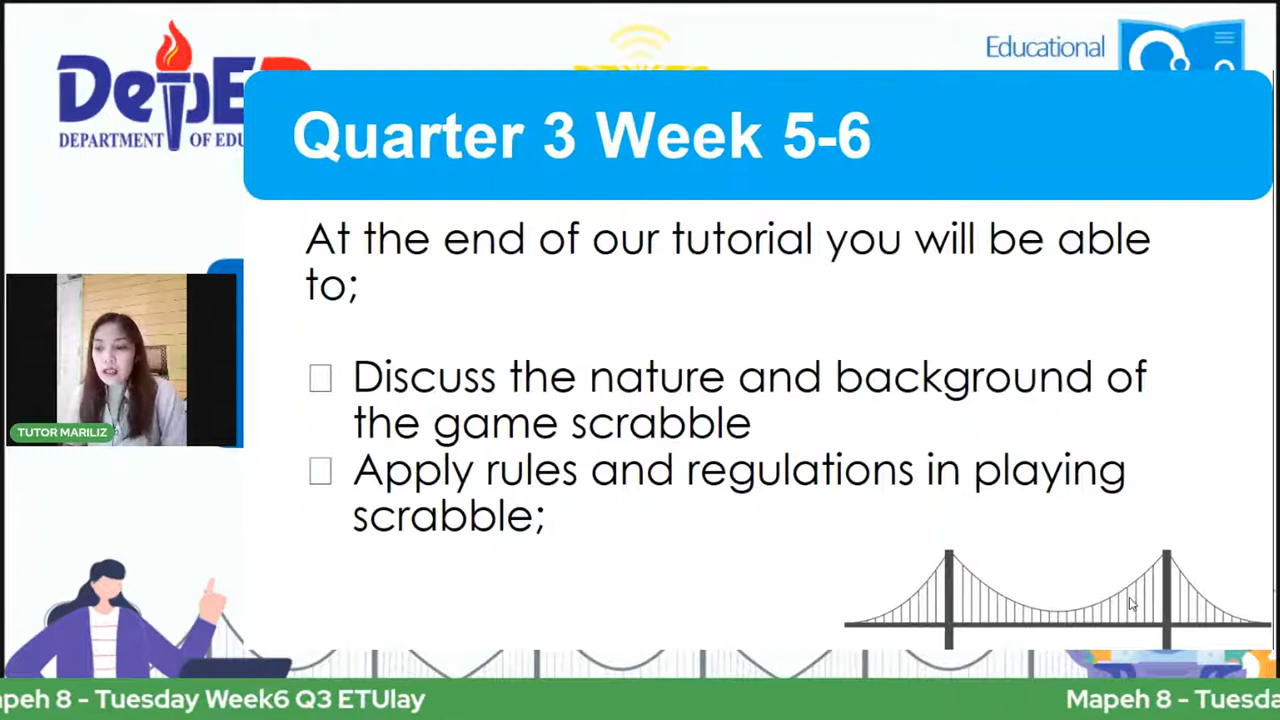 DepED
DEPARTMENT OF EDU
Educational
Quarter 3 Week 5-6
At the end of our tutorial you will be able
to;
Discuss the nature and background of
the game scrabble
Apply rules and regulations in playing
scrabble;
TUTOR MARILIZ
apeh 8 - Tuesday Week6 Q3 ETUlay
Mapeh 8 - Tuesda